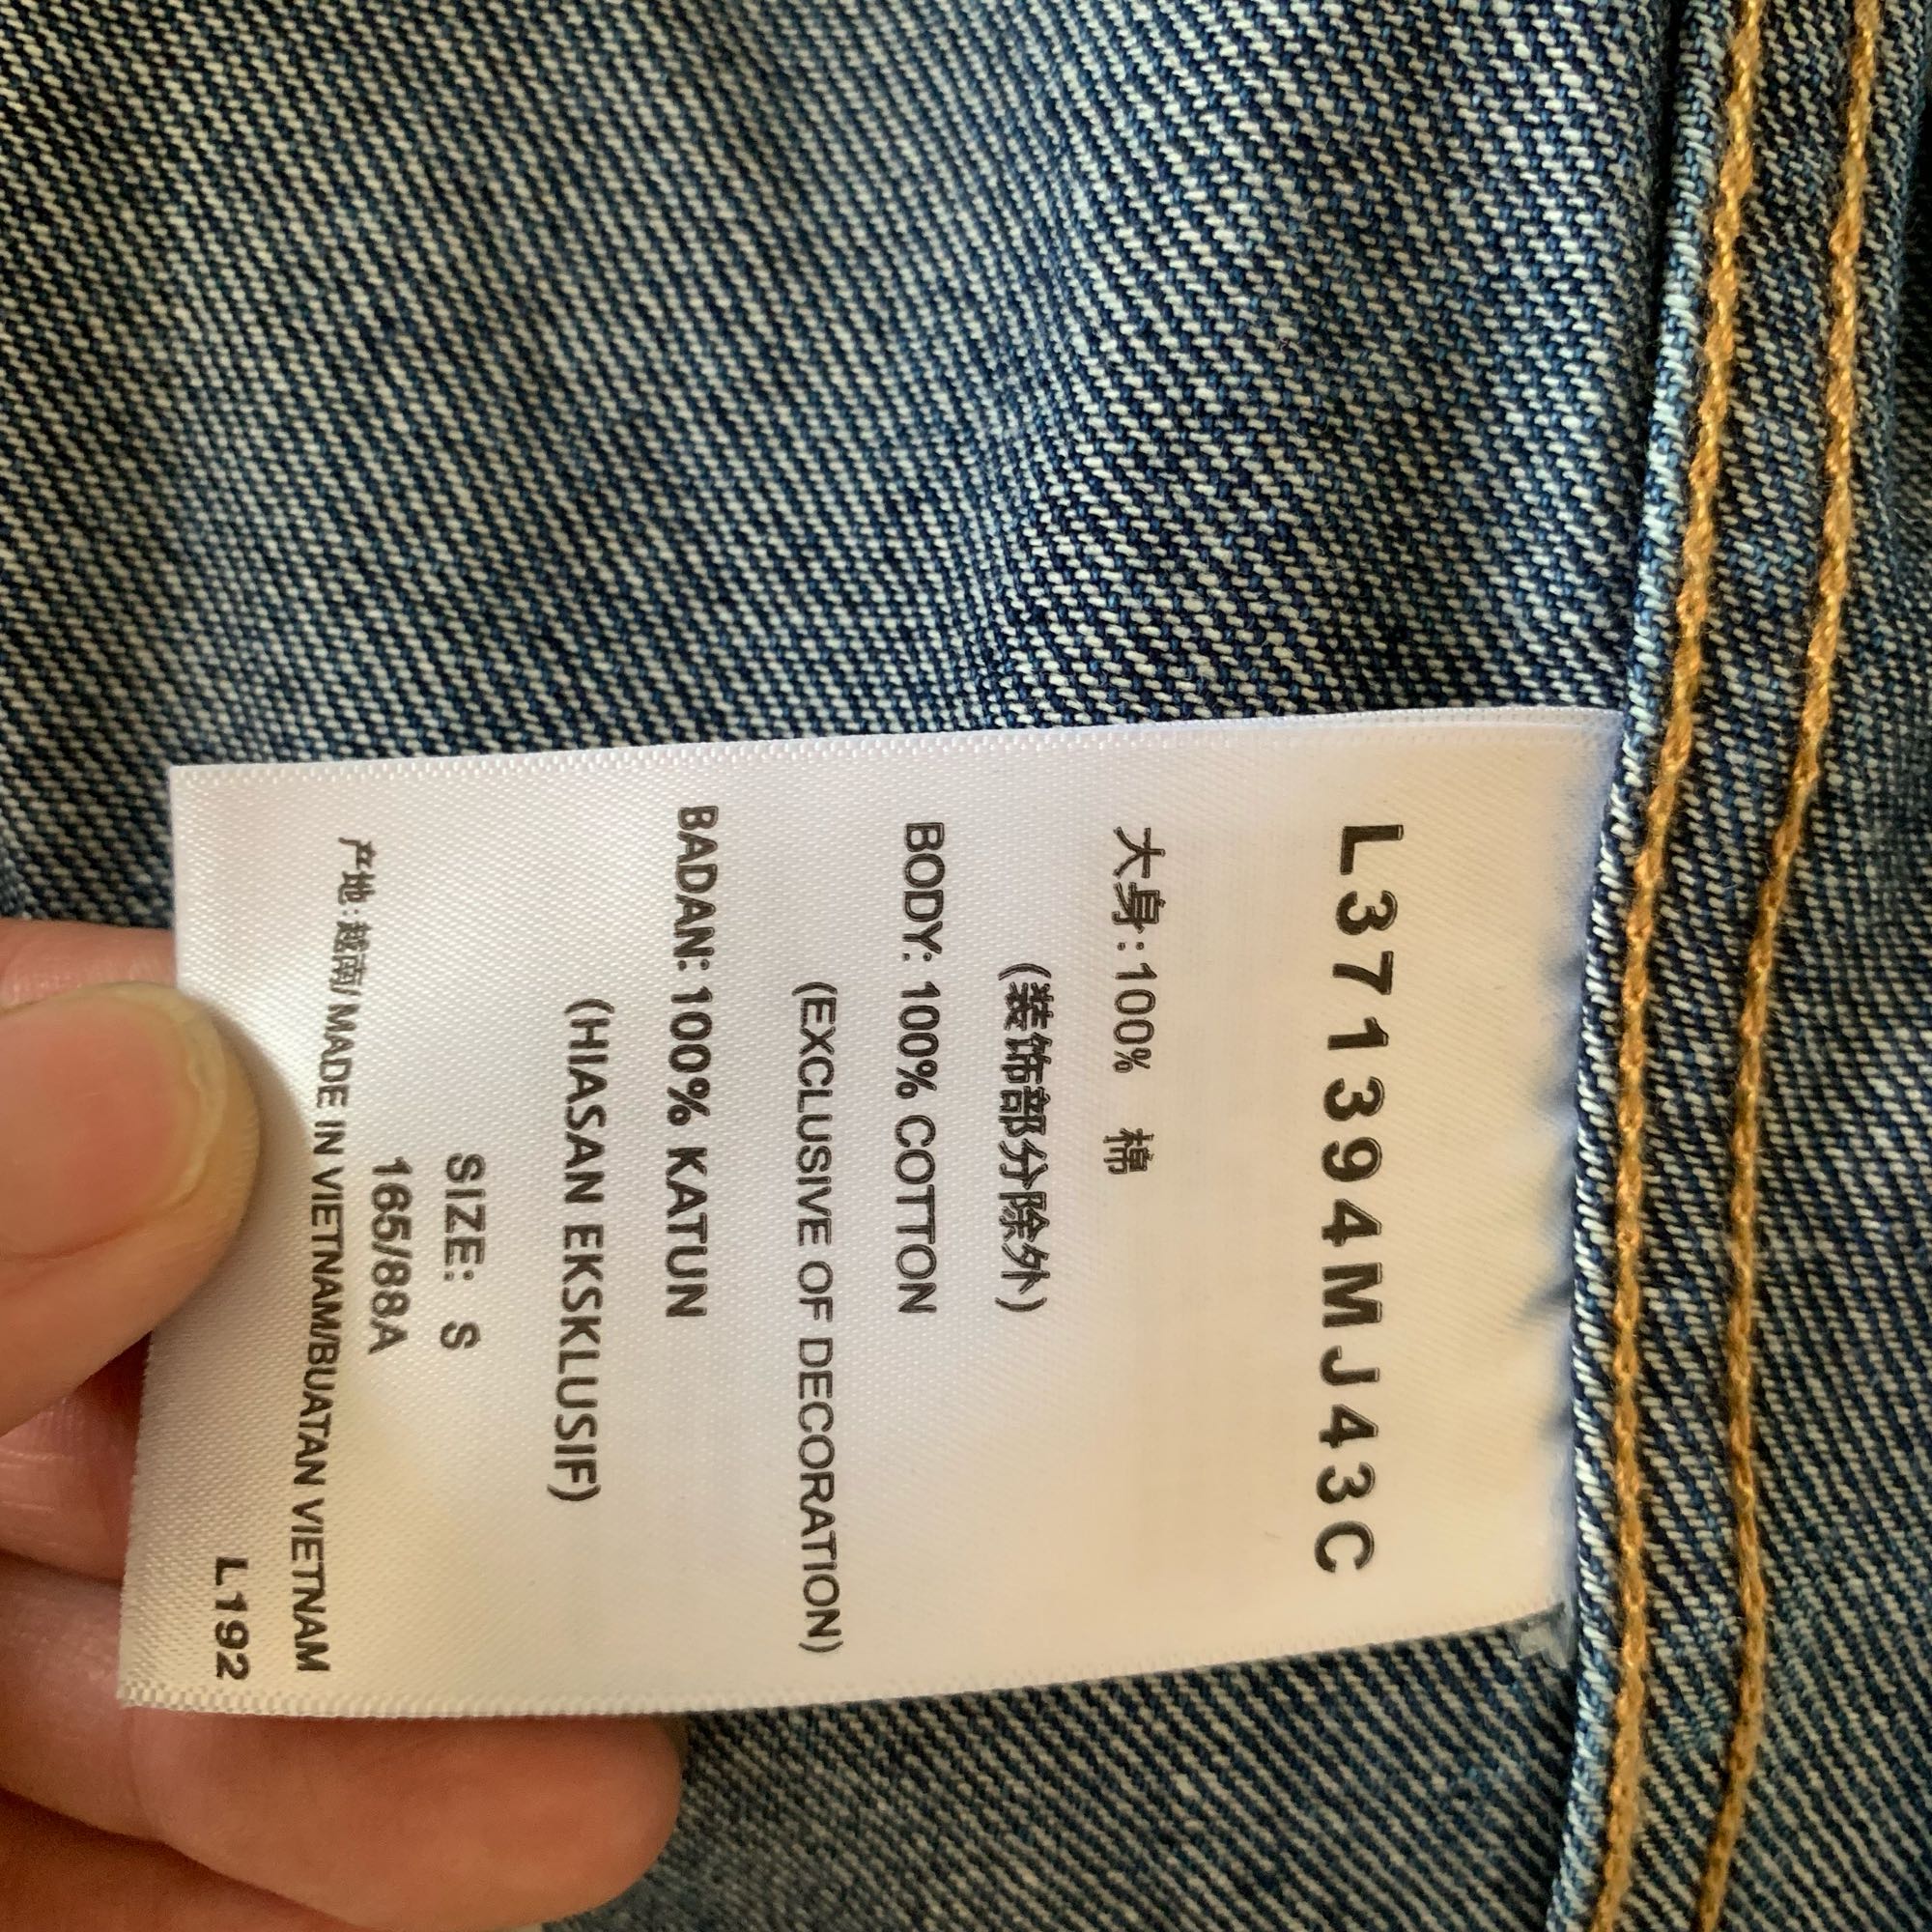 L371394MJ43C
大身:100% 棉
(装饰部分除外)
BODY: 100% COTTON
(EXCLUSIVE OF DECORATION)
BADAN: 100% KATUN
(HIASAN EKSKLUSIF)
SIZE: S
165/88A
产地:越南/MADE IN VIETNAM/BUATAN VIETNAM
L192